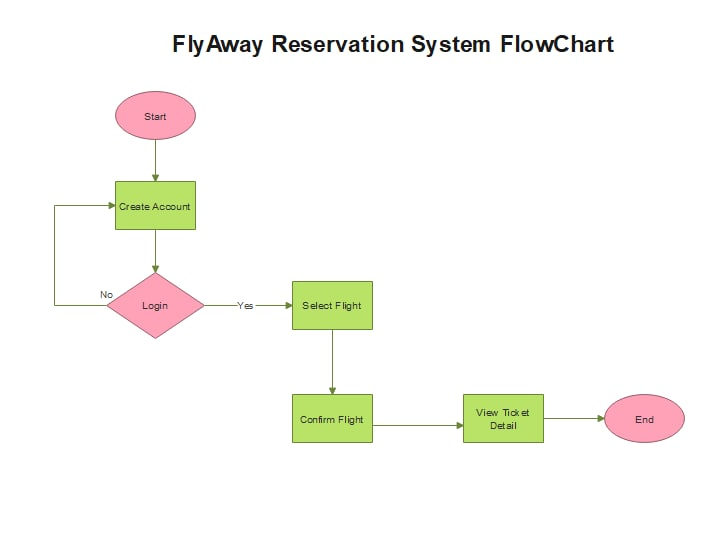 FlyAway Reservation System FlowChart
Start
Create Account
No
Login
Yes
Select Flight
Confirm Flight
View Ticket
Detail
End